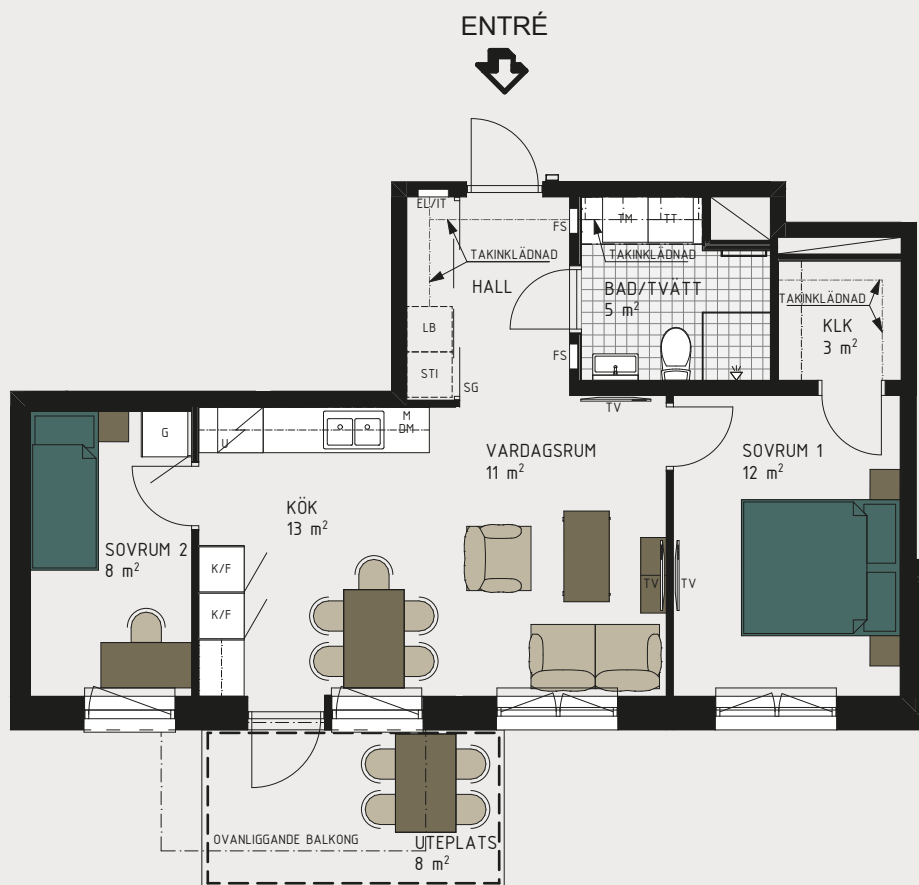 ENTRÉ
EL/IT
FS
TM
TT
TAKINKLÄDNAD
TAKINKLÄDNAD
HALL
BAD/TVÄTT
5 m²
TAKINKLÄDNAD
KLK
3 m²
LB
STI
SG
FS
TV
M
DM
G
U
VARDAGSRUM
11 m²
SOVRUM 1
12 m²
KÖK
13 m²
SOVRUM 2
8 m²
K/F
K/F
TV
TV
OVANLIGGANDE BALKONG
UTEPLATS
8 m²